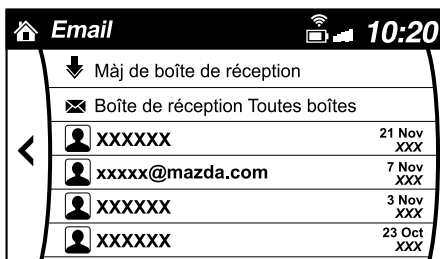 Email 10:20
Màj de boîte de réception
Boîte de réception Toutes boîtes
XXXXXX 21 Nov
XXX
xxxxx@mazda.com 7 Nov
XXX
XXXXXX 3 Nov
XXX
XXXXXX 23 Oct
XXX